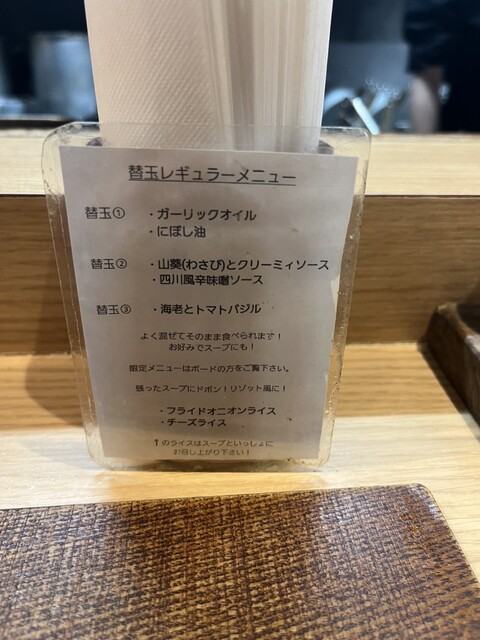 替玉レギュラーメニュー
替玉① ・ガーリックオイル
・にぼし油
替玉② ・山葵(わさび)とクリーミィソース
・四川風辛味噌ソース
替玉③ ・海老とトマトバジル
よく混ぜてそのまま食べられます!
お好みでスープにも!
限定メニューはボードの方をご覧下さい。
残ったスープにドボン!リゾット風に!
・フライドオニオンライス
・チーズライス
↑のライスはスープといっしょに
お召し上がり下さい!